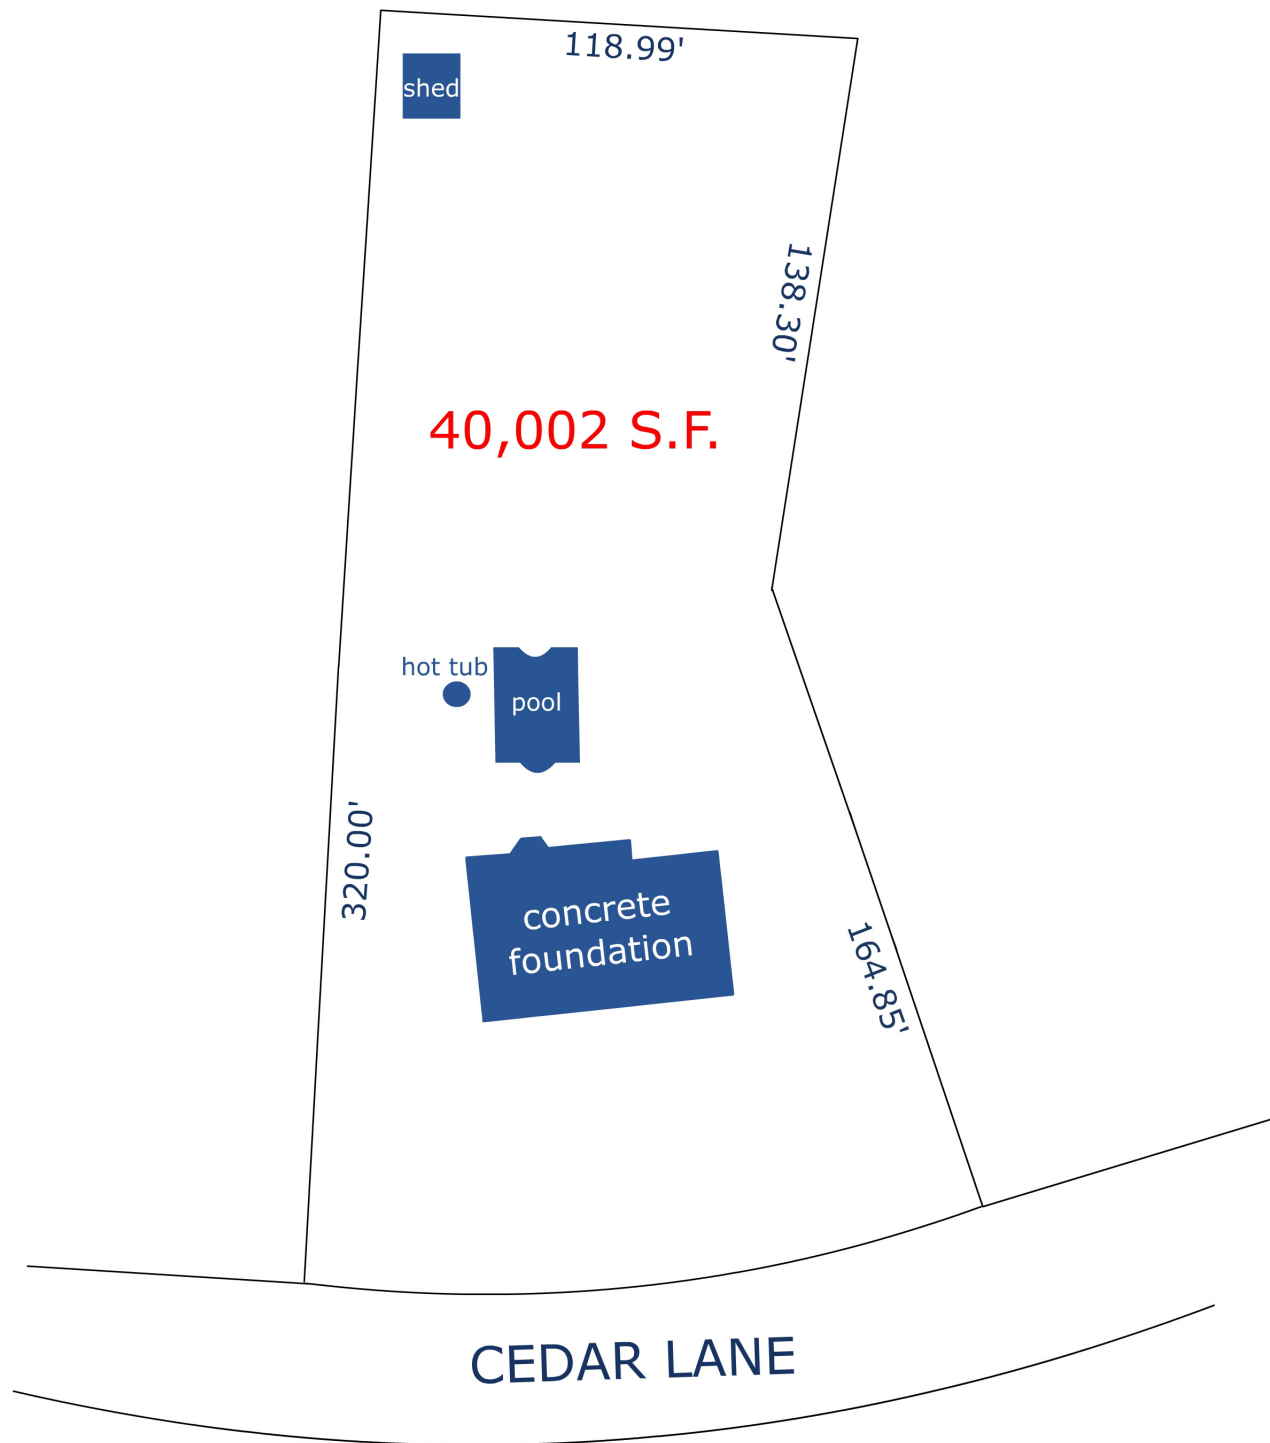 118.99'
shed
138.30'
40,002 S.F.
hot tub
pool
320.00'
concrete
foundation
164.85'
CEDAR LANE